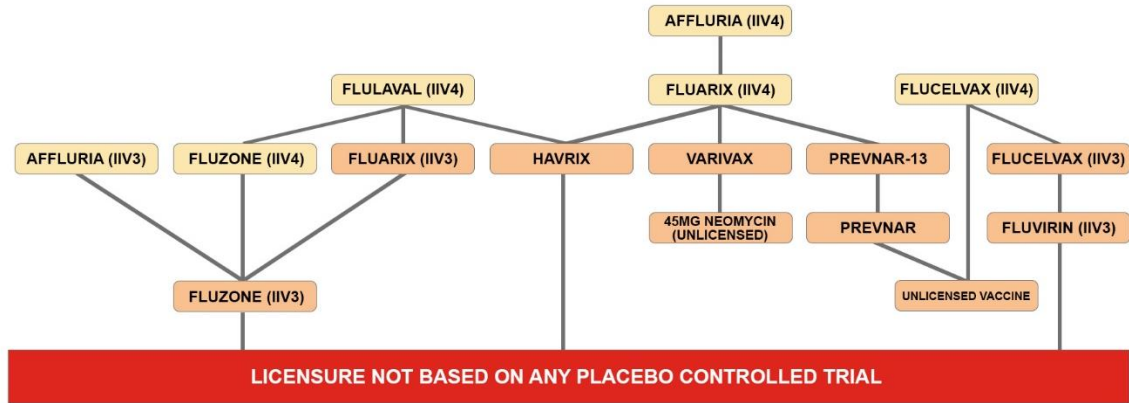 AFFLURIA (IIV4)
FLULAVAL (IIV4)
FLUARIX (IIV4)
FLUCELVAX (IIV4)
AFFLURIA (IIV3)
FLUZONE (IIV4)
FLUARIX (IIV3)
HAVRIX
VARIVAX
PREVNAR-13
FLUCELVAX (IIV3)
45MG NEOMYCIN
(UNLICENSED)
PREVNAR
FLUVIRIN (IIV3)
FLUZONE (IIV3)
UNLICENSED VACCINE
LICENSURE NOT BASED ON ANY PLACEBO CONTROLLED TRIAL